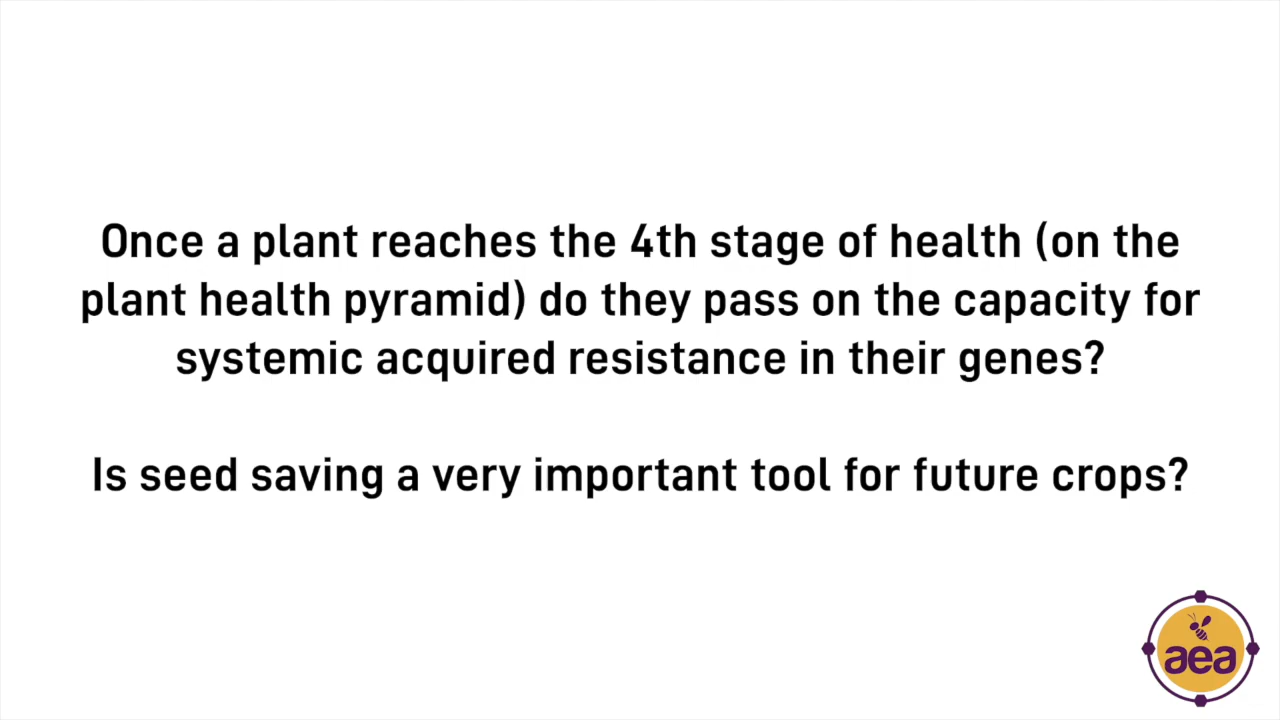 Once a plant reaches the 4th stage of health (on the
plant health pyramid) do they pass on the capacity for
systemic acquired resistance in their genes?
Is seed saving a very important tool for future crops?
aea